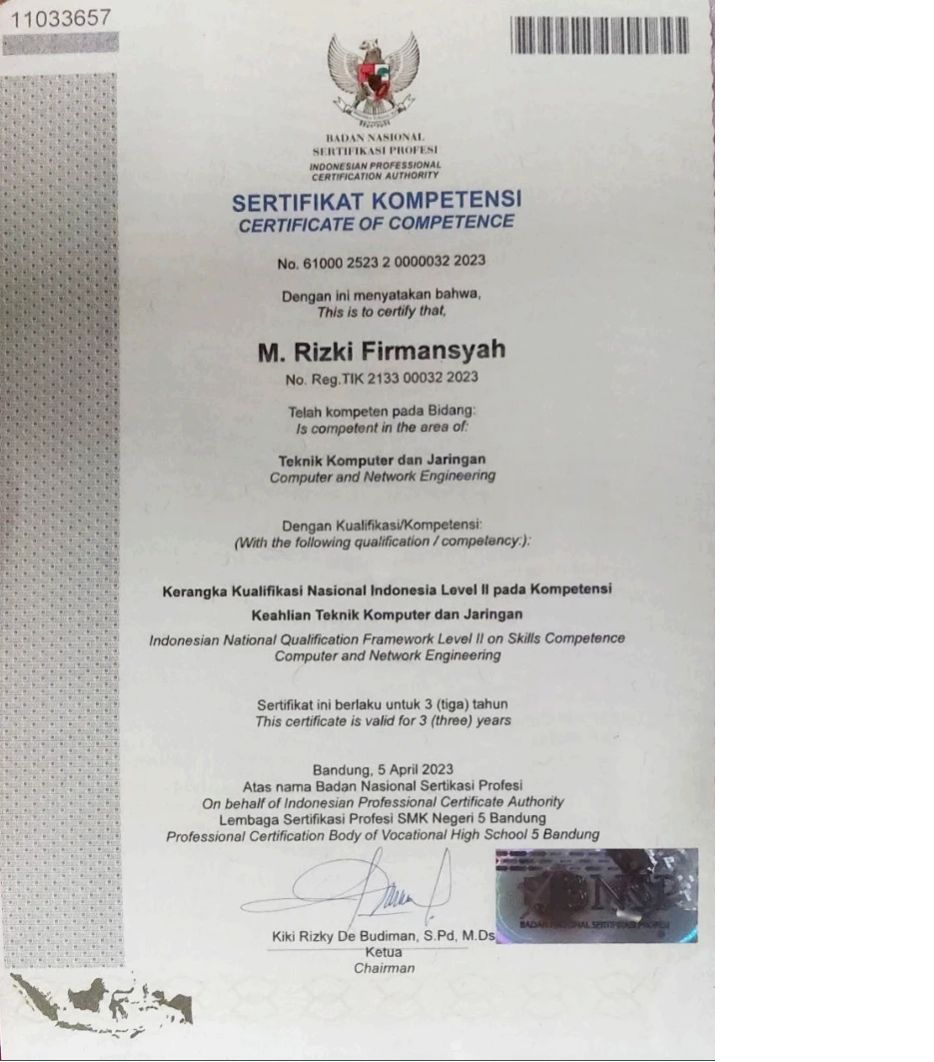 11033657
BADAN NASIONAL
SERTIFIKASI PROFESI
INDONESIAN PROFESSIONAL
CERTIFICATION AUTHORITY
SERTIFIKAT KOMPETENSI
CERTIFICATE OF COMPETENCE
No. 61000 2523 2 0000032 2023
Dengan ini menyatakan bahwa,
This is to certify that,
M. Rizki Firmansyah
No. Reg.TIK 2133 00032 2023
Telah kompeten pada Bidang:
Is competent in the area of:
Teknik Komputer dan Jaringan
Computer and Network Engineering
Dengan Kualifikasi/Kompetensi:
(With the following qualification / competency:):
Kerangka Kualifikasi Nasional Indonesia Level II pada Kompetensi
Keahlian Teknik Komputer dan Jaringan
Indonesian National Qualification Framework Level II on Skills Competence
Computer and Network Engineering
Sertifikat ini berlaku untuk 3 (tiga) tahun
This certificate is valid for 3 (three) years
Bandung, 5 April 2023
Atas nama Badan Nasional Sertikasi Profesi
On behalf of Indonesian Professional Certificate Authority
Lembaga Sertifikasi Profesi SMK Negeri 5 Bandung
Professional Certification Body of Vocational High School 5 Bandung
BNSP
BADAN NASIONAL SERTIFIKASI PROFESI
Kiki Rizky De Budiman, S.Pd, M.Ds
Ketua
Chairman